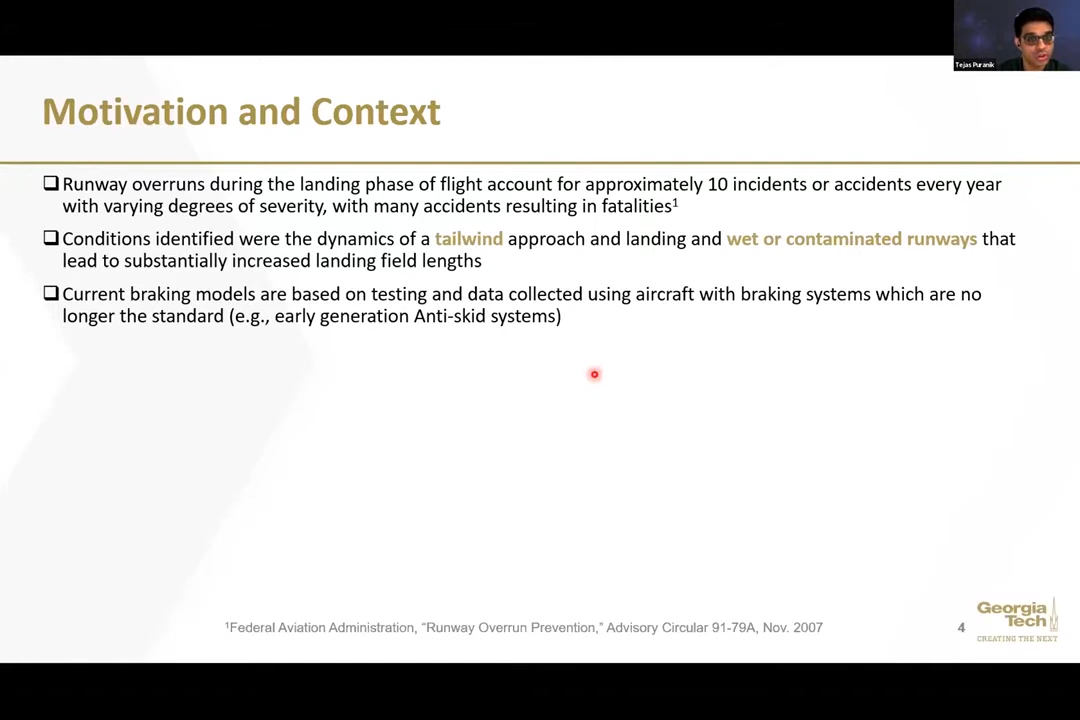 Tejas Puranik
Motivation and Context
❑Runway overruns during the landing phase of flight account for approximately 10 incidents or accidents every year
with varying degrees of severity, with many accidents resulting in fatalities¹
❑Conditions identified were the dynamics of a tailwind approach and landing and wet or contaminated runways that
lead to substantially increased landing field lengths
❑Current braking models are based on testing and data collected using aircraft with braking systems which are no
longer the standard (e.g., early generation Anti-skid systems)
¹Federal Aviation Administration, “Runway Overrun Prevention,” Advisory Circular 91-79A, Nov. 2007
4
Georgia
Tech
CREATING THE NEXT